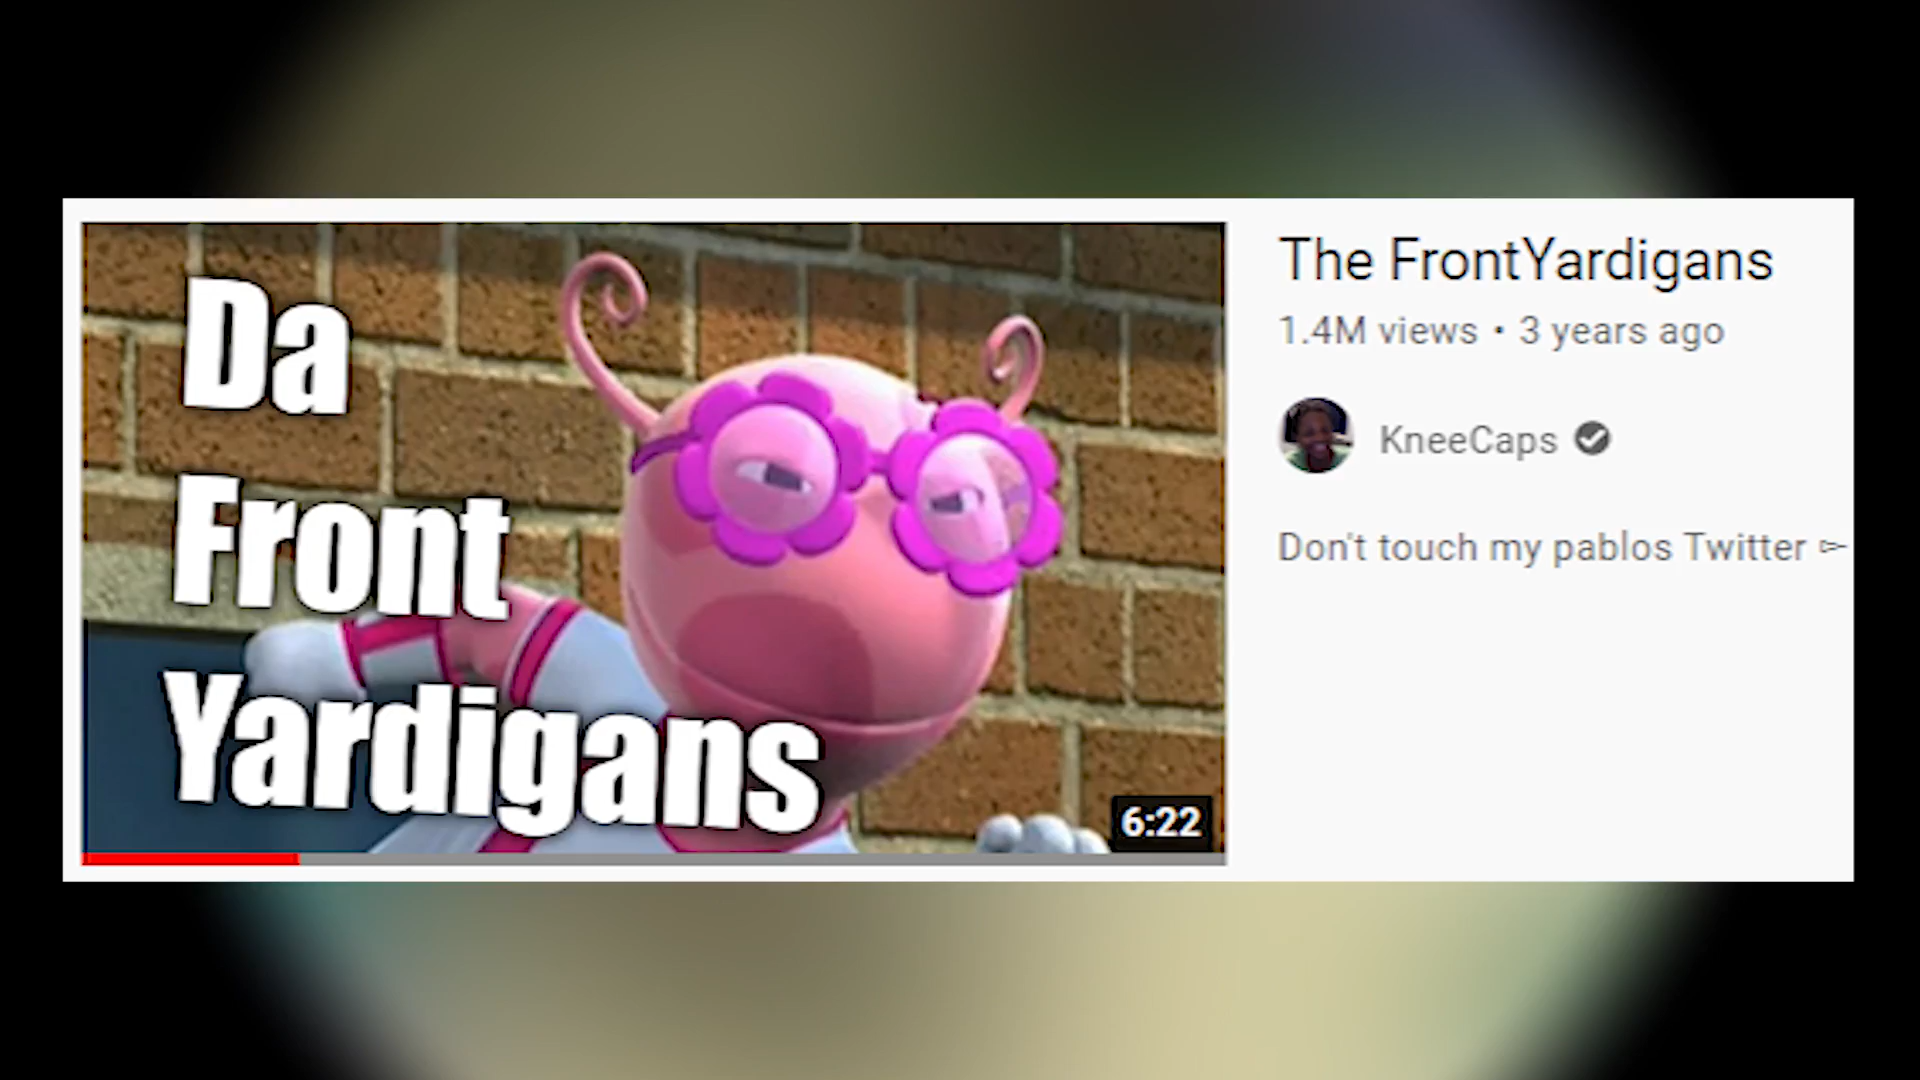 Da
Front
Yardigans
6:22
The FrontYardigans
1.4M views • 3 years ago
KneeCaps
Don't touch my pablos Twitter ▻